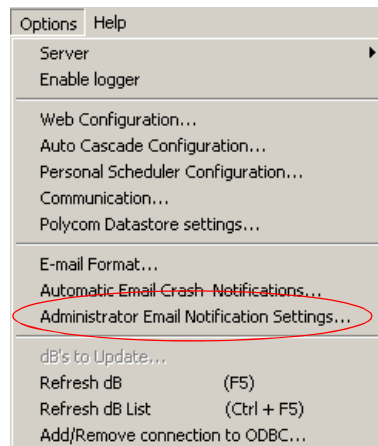 Options Help
Server
Enable logger
Web Configuration...
Auto Cascade Configuration...
Personal Scheduler Configuration...
Communication...
Polycom Datastore settings...
E-mail Format...
Automatic Email Crash Notifications...
Administrator Email Notification Settings...
dB's to Update...
Refresh dB (F5)
Refresh dB List (Ctrl + F5)
Add/Remove connection to ODBC...